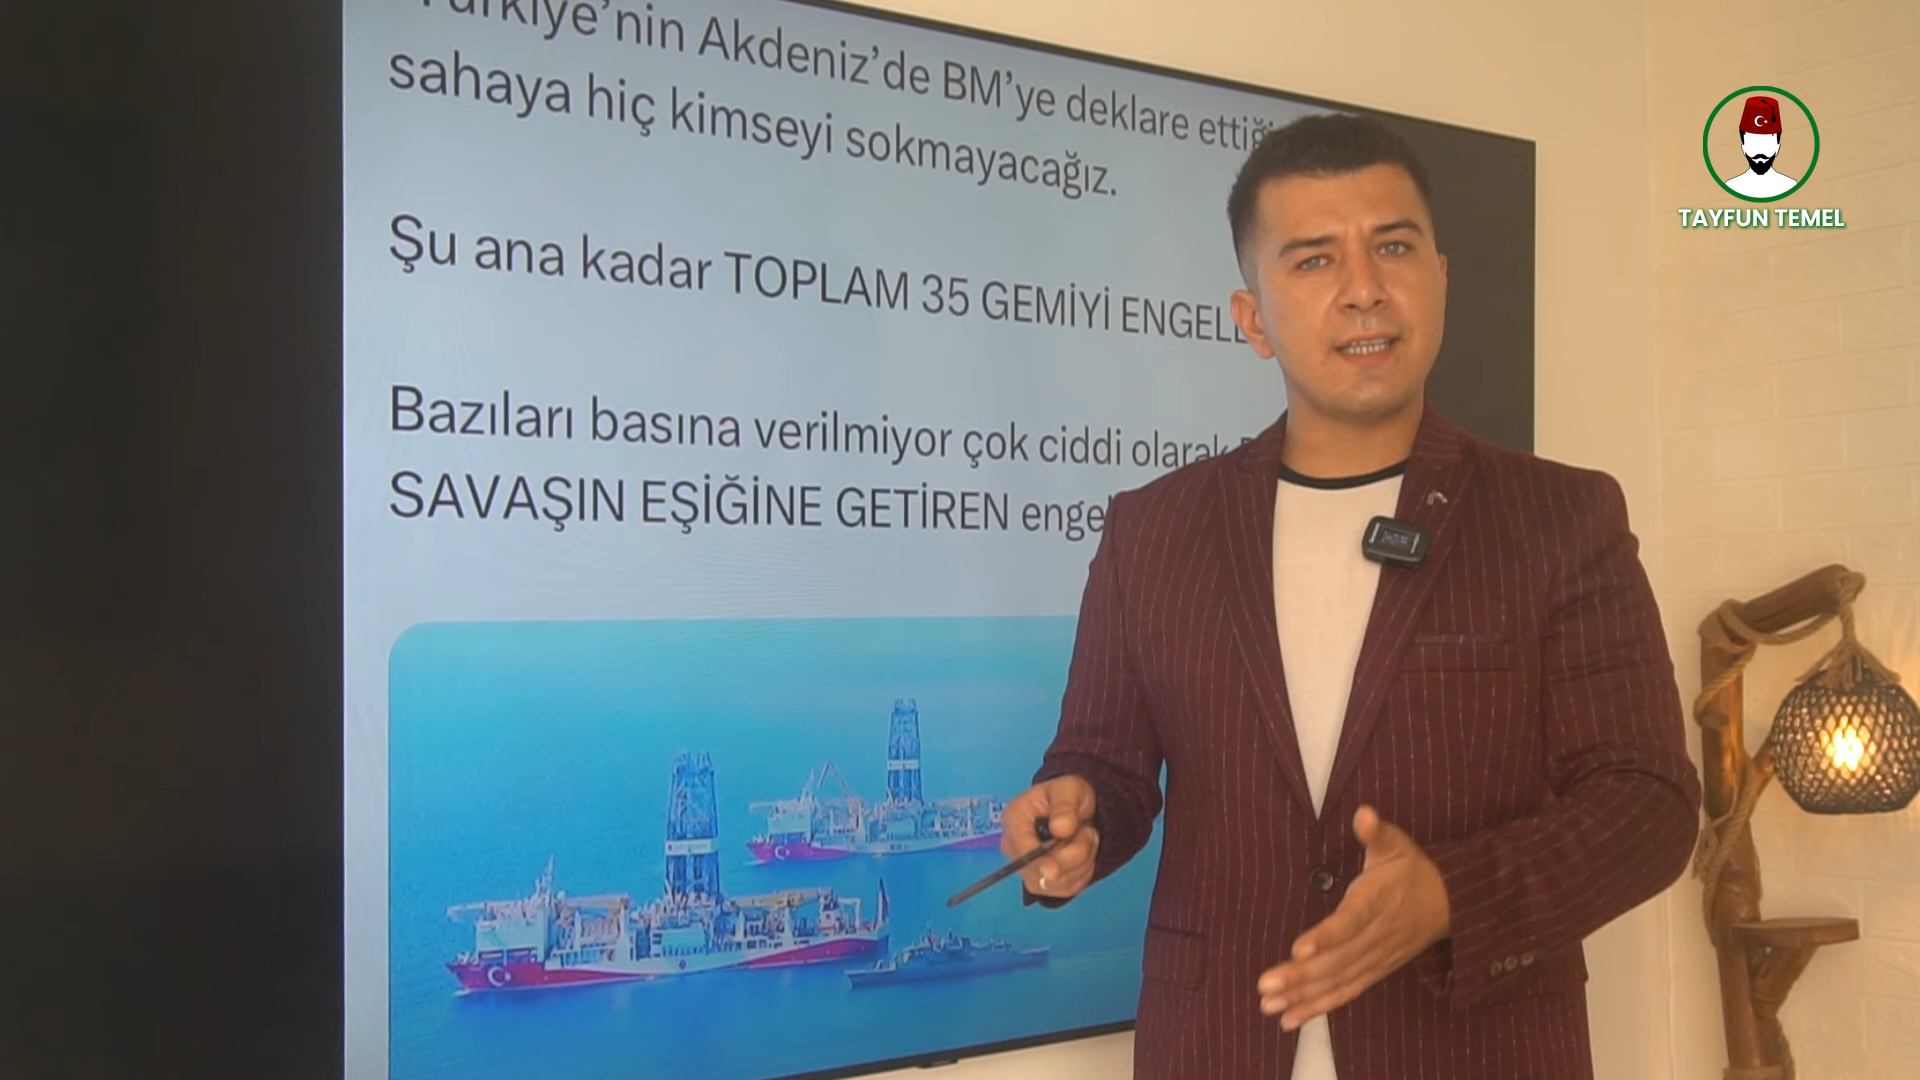 Türkiye'nin Akdeniz'de BM'ye deklare ettiği
sahaya hiç kimseyi sokmayacağız.
Şu ana kadar TOPLAM 35 GEMİYİ ENGELL
Bazıları basına verilmiyor çok ciddi olarak
SAVAŞIN EŞİĞİNE GETİREN enge
TAYFUN TEMEL